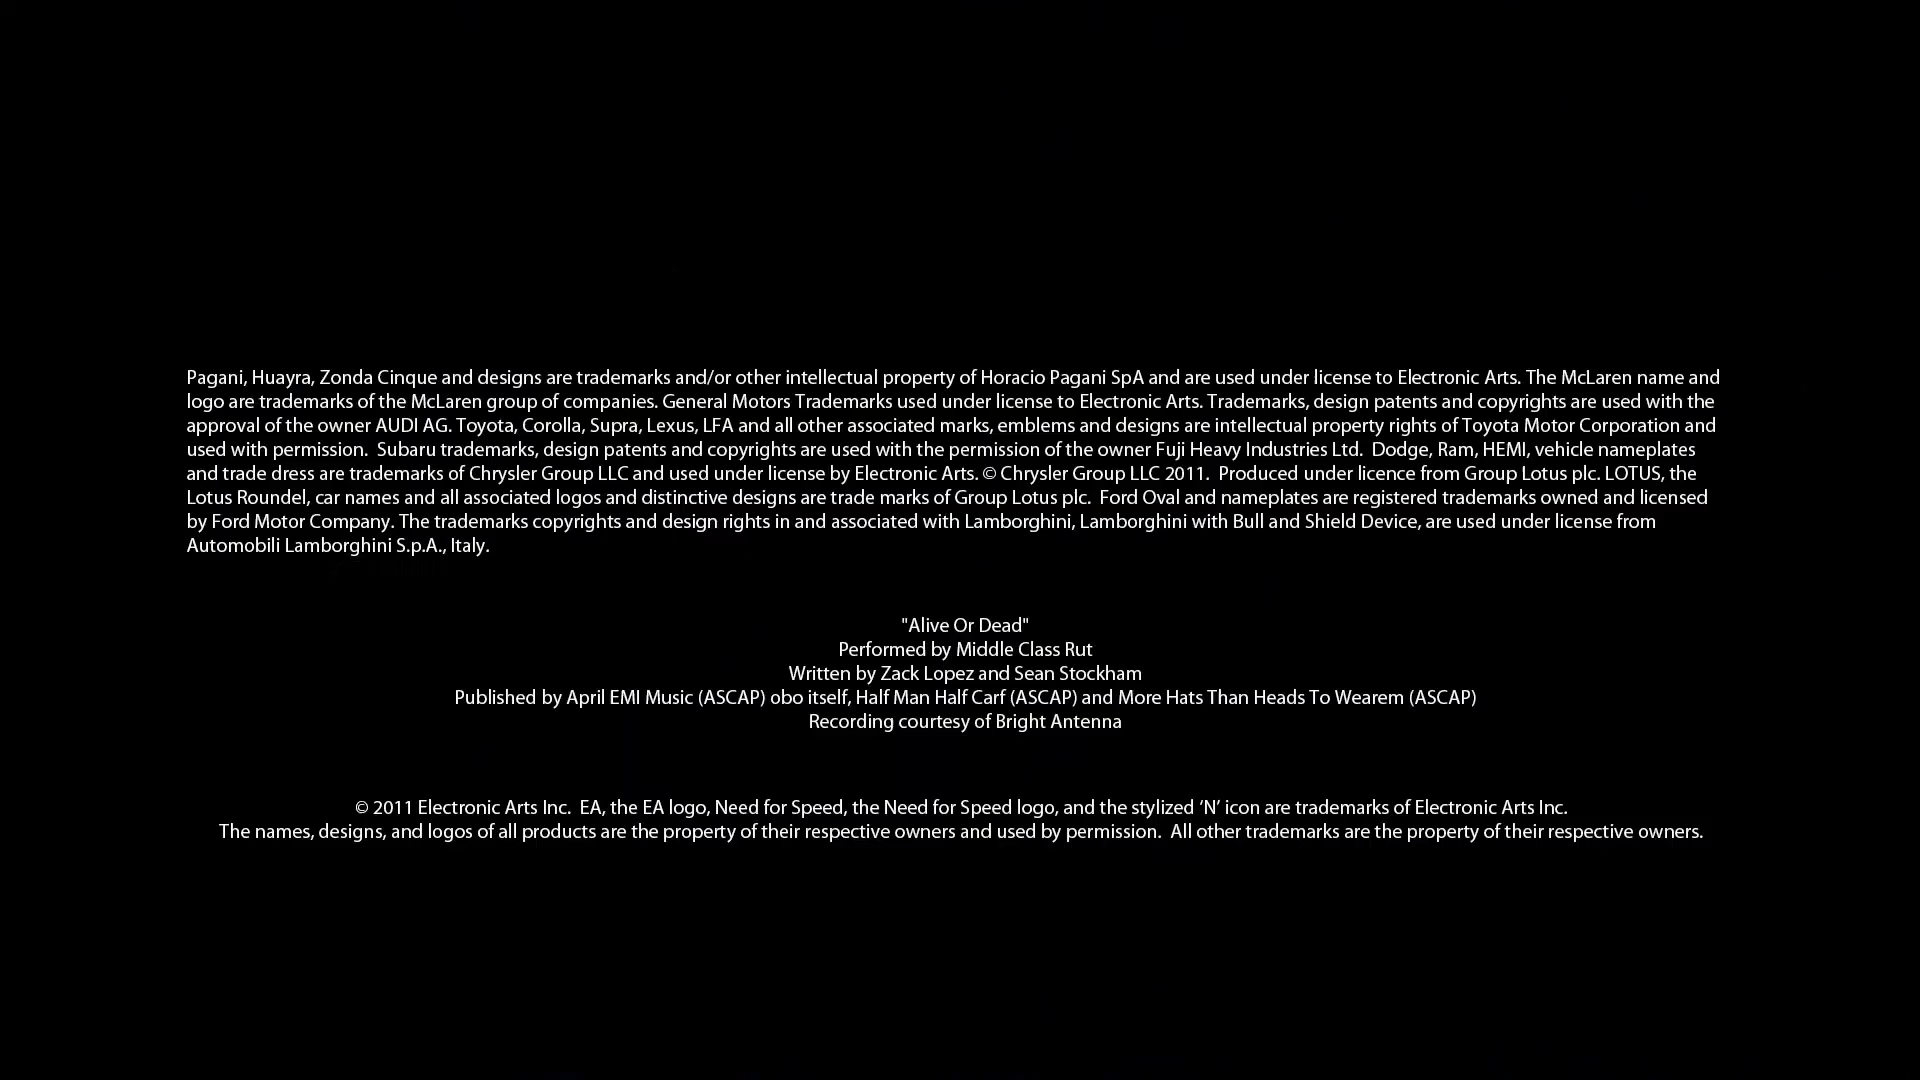 Pagani, Huayra, Zonda Cinque and designs are trademarks and/or other intellectual property of Horacio Pagani SpA and are used under license to Electronic Arts. The McLaren name and
logo are trademarks of the McLaren group of companies. General Motors Trademarks used under license to Electronic Arts. Trademarks, design patents and copyrights are used with the
approval of the owner AUDI AG. Toyota, Corolla, Supra, Lexus, LFA and all other associated marks, emblems and designs are intellectual property rights of Toyota Motor Corporation and
used with permission.  Subaru trademarks, design patents and copyrights are used with the permission of the owner Fuji Heavy Industries Ltd.  Dodge, Ram, HEMI, vehicle nameplates
and trade dress are trademarks of Chrysler Group LLC and used under license by Electronic Arts. © Chrysler Group LLC 2011.  Produced under licence from Group Lotus plc. LOTUS, the
Lotus Roundel, car names and all associated logos and distinctive designs are trade marks of Group Lotus plc.  Ford Oval and nameplates are registered trademarks owned and licensed
by Ford Motor Company. The trademarks copyrights and design rights in and associated with Lamborghini, Lamborghini with Bull and Shield Device, are used under license from
Automobili Lamborghini S.p.A., Italy.
"Alive Or Dead"
Performed by Middle Class Rut
Written by Zack Lopez and Sean Stockham
Published by April EMI Music (ASCAP) obo itself, Half Man Half Carf (ASCAP) and More Hats Than Heads To Wearem (ASCAP)
Recording courtesy of Bright Antenna
© 2011 Electronic Arts Inc.  EA, the EA logo, Need for Speed, the Need for Speed logo, and the stylized ‘N’ icon are trademarks of Electronic Arts Inc.
The names, designs, and logos of all products are the property of their respective owners and used by permission.  All other trademarks are the property of their respective owners.